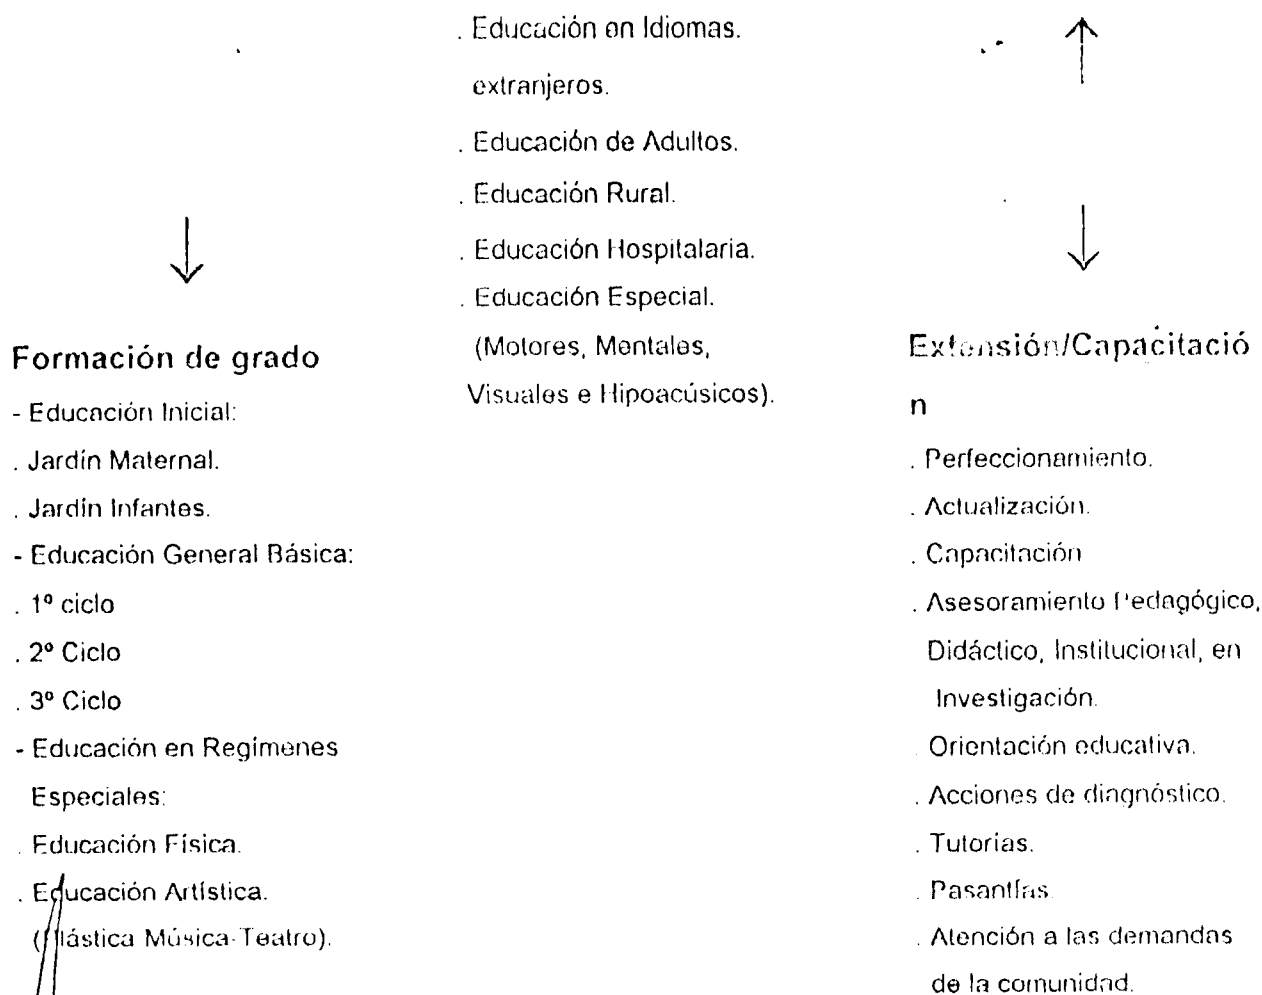 . Educación en Idiomas.
extranjeros.
. Educación de Adultos.
. Educación Rural.
. Educación Hospitalaria.
. Educación Especial.
(Motores, Mentales,
Visuales e Hipoacúsicos).
Formación de grado
- Educación Inicial:
. Jardín Maternal.
. Jardín Infantes.
- Educación General Básica:
. 1º ciclo
. 2º Ciclo
. 3º Ciclo
- Educación en Regímenes
Especiales:
. Educación Física.
. Educación Artística.
(Plástica Música-Teatro).
Extensión/Capacitació
n
. Perfeccionamiento.
. Actualización.
. Capacitación
. Asesoramiento Pedagógico,
Didáctico, Institucional, en
Investigación.
Orientación educativa.
. Acciones de diagnóstico.
. Tutorías.
. Pasantías.
. Atención a las demandas
de la comunidad.